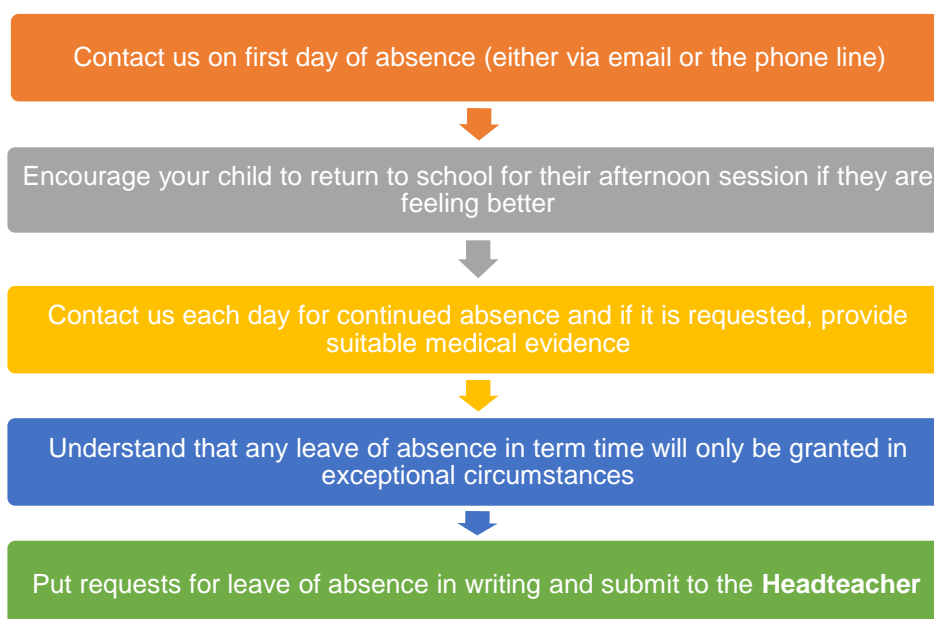 Contact us on first day of absence (either via email or the phone line)
Encourage your child to return to school for their afternoon session if they are
feeling better
Contact us each day for continued absence and if it is requested, provide
suitable medical evidence
Understand that any leave of absence in term time will only be granted in
exceptional circumstances
Put requests for leave of absence in writing and submit to the Headteacher